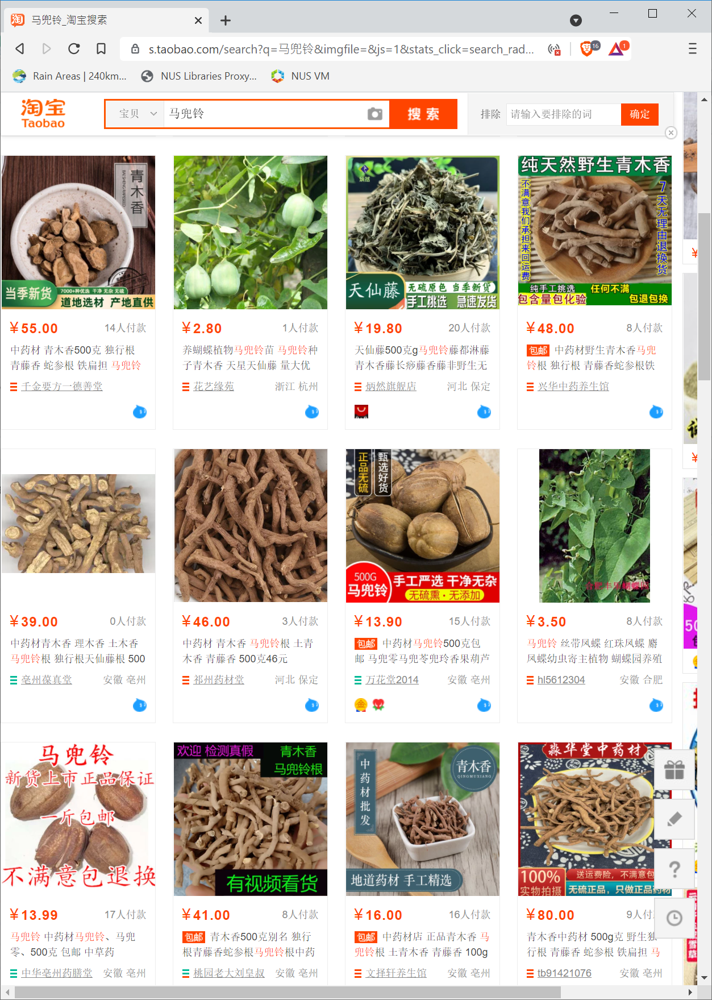 马兜铃_淘宝搜索
s.taobao.com/search?q=马兜铃&imgfile=&js=1&stats_click=search_rad...
16
1
Rain Areas | 240km...
NUS Libraries Proxy...
NUS VM
淘宝
Taobao
宝贝
马兜铃
搜 索
排除
请输入要排除的词
确定
青木香
当季新货
7000+种优选 干净 无杂 无硫
道地选材 产地直供
炳然
天仙藤
无硫原色 当季新货
手工挑选 急速发货
纯天然野生青木香
不满意我们承担来回运费
7天无理由退换货
纯手工挑选
任何不满
包含量包化验
包退包换
¥55.00 14人付款
中药材 青木香500克 独行根
青藤香 蛇参根 铁扁担 马兜铃
千金要方一德善堂
¥2.80 1人付款
养蝴蝶植物马兜铃苗 马兜铃种
子青木香 天星天仙藤 量大优
花艺缘苑 浙江 杭州
¥19.80 20人付款
天仙藤500克g马兜铃藤都淋藤
青木香藤长痧藤香藤非野生无
炳然旗舰店 河北 保定
¥48.00 8人付款
包邮 中药材野生青木香马兜
铃根 独行根 青藤香蛇参根铁
兴华中药养生馆
正品无硫
甄选好货
500G
马兜铃
手工严选 干净无杂
无硫熏·无添加
合肥丰乐蝴蝶园
¥39.00 0人付款
中药材青木香 理木香 土木香
马兜铃根 独行根天仙藤根 500
亳州葆真堂 安徽 亳州
¥46.00 3人付款
中药材 青木香 马兜铃根 土青
木香 青藤香 500克46元
祁州药材堂 河北 保定
¥13.90 15人付款
包邮 中药材马兜铃500克包
邮 马兜零马兜苓兜玲香果葫芦
万花堂2014 安徽 亳州
¥3.50 8人付款
马兜铃 丝带凤蝶 红珠凤蝶 麝
凤蝶幼虫寄主植物 蝴蝶园养殖
hl5612304 安徽 合肥
马兜铃
新货上市正品保证
一斤包邮
不满意包退换
欢迎 检测真假
青木香
马兜铃根
有视频看货
中药材批发
青木香
QINGMUXIANG
地道药材 手工精选
淼华堂中药材
100%
实物拍摄
送运费险，不满意包
无硫正品，只做正品药材
¥13.99 17人付款
马兜铃 中药材马兜铃、马兜
零、500克 包邮 中草药
中华亳州药膳堂 安徽 亳州
¥41.00 8人付款
包邮 青木香500克别名 独行
根青藤香蛇参根马兜铃根中药
桃园老大刘皇叔 安徽 亳州
¥16.00 16人付款
包邮 中药材店 正品青木香 马
兜铃根 土青木香 青藤香 100g
文择轩养生馆 安徽 亳州
¥80.00 9人付
青木香中药材 500g克 野生独
行根 青藤香 蛇参根 铁扁担 马
tb91421076 安徽 亳州